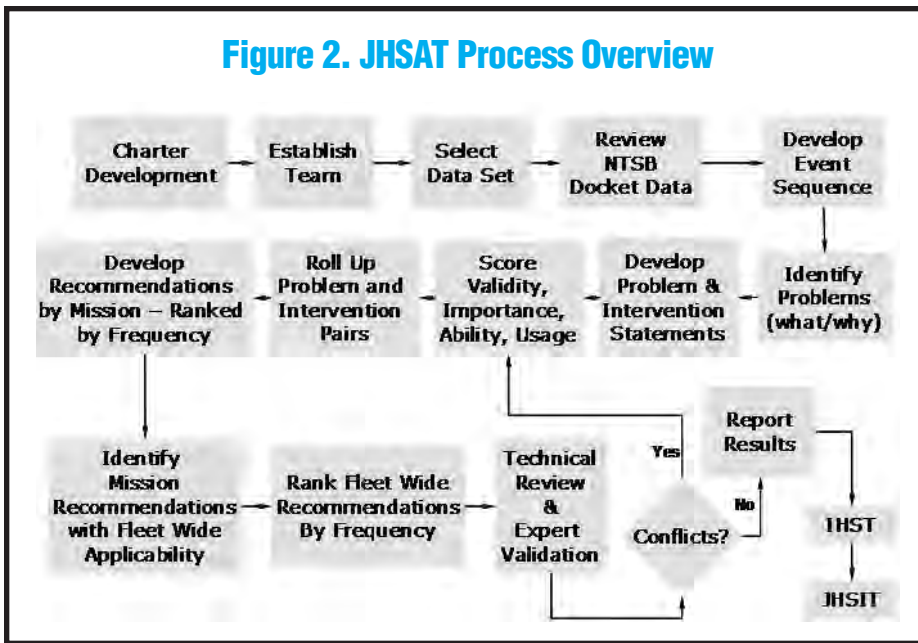 Figure 2. JHSAT Process Overview
Charter
Development
Establish
Team
Select
Data Set
Review
NTSB
Docket Data
Develop
Event
Sequence
Identify
Problems
(what/why)
Develop
Problem &
Intervention
Statements
Score
Validity,
Importance,
Ability, Usage
Roll Up
Problem and
Intervention
Pairs
Develop
Recommendations
by Mission – Ranked
by Frequency
Identify
Mission
Recommendations
with Fleet Wide
Applicability
Rank Fleet Wide
Recommendations
By Frequency
Technical
Review
&
Expert
Validation
Conflicts?
Yes
No
Report
Results
IHST
JHSIT